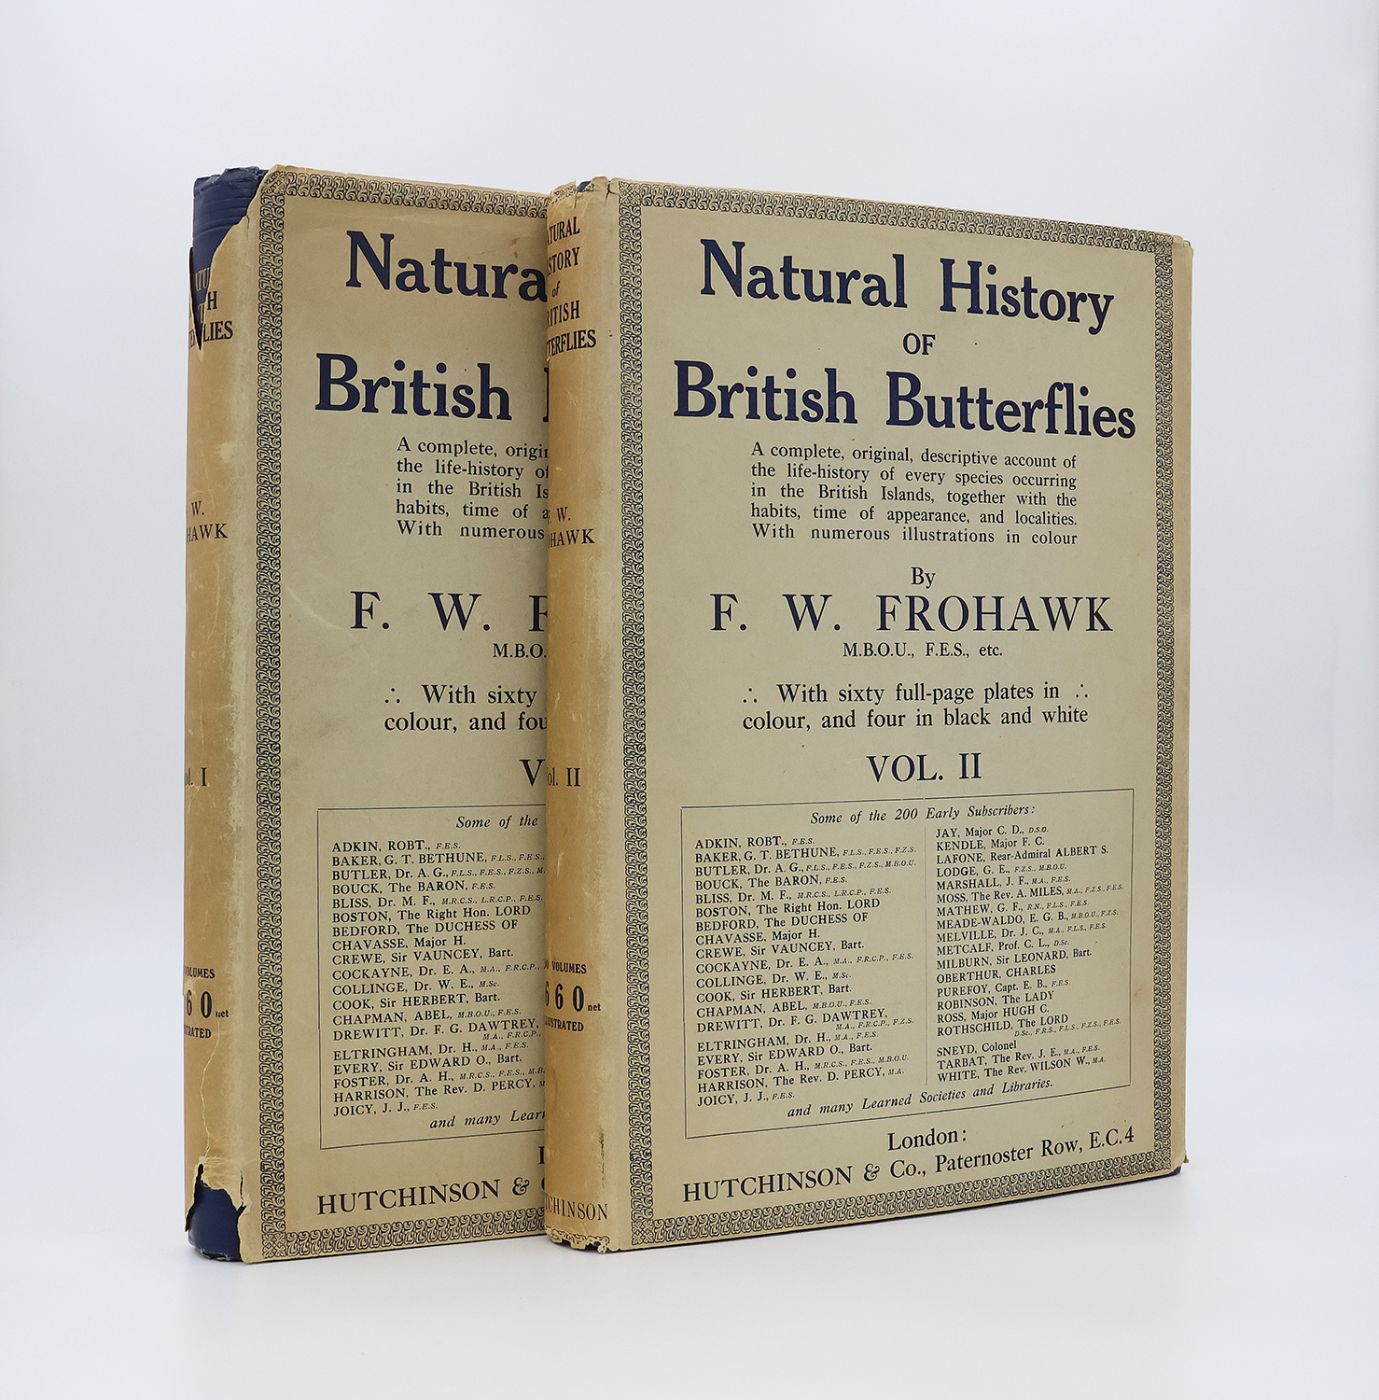 LIES
W.
HAWK
Vol. I
VOLUMES
60 net
STRATED
Natura
British
A complete, origin
the life-history of
in the British Is
habits, time of a
With numerous
F. W. F
M.B.O.
∴ With sixty
colour, and fou
V
Some of the
ADKIN, ROBT., F.E.S.
BAKER, G. T. BETHUNE, F.L.S., F.E.S.,
BUTLER, Dr. A. G., F.L.S., F.E.S., F.Z.S., M.
BOUCK, The BARON, F.E.S.
BLISS, Dr. M. F., M.R.C.S., L.R.C.P., F.E.S.
BOSTON, The Right Hon. LORD
BEDFORD, The DUCHESS OF
CHAVASSE, Major H.
CREWE, Sir VAUNCEY, Bart.
COCKAYNE, Dr. E. A., M.A., F.R.C.P.,
COLLINGE, Dr. W. E., M.Sc.
COOK, Sir HERBERT, Bart.
CHAPMAN, ABEL, M.B.O.U., F.E.S.
DREWITT, Dr. F. G. DAWTREY,
M.A., F.R.C.P.,
ELTRINGHAM, Dr. H., M.A., F.E.S.
EVERY, Sir EDWARD O., Bart.
FOSTER, Dr. A. H., M.R.C.S., F.E.S., M.B.
HARRISON, The Rev. D. PERCY,
JOICY, J. J., F.E.S.
and many Learn
HUTCHINSON & C
NATURAL
HISTORY
of
BRITISH
BUTTERFLIES
W.
HAWK
Vol. II
VOLUMES
60 net
ILLUSTRATED
HUTCHINSON
Natural History
OF
British Butterflies
A complete, original, descriptive account of
the life-history of every species occurring
in the British Islands, together with the
habits, time of appearance, and localities.
With numerous illustrations in colour
By
F. W. FROHAWK
M.B.O.U., F.E.S., etc.
∴ With sixty full-page plates in ∴
colour, and four in black and white
VOL. II
Some of the 200 Early Subscribers:
ADKIN, ROBT., F.E.S.
BAKER, G. T. BETHUNE, F.L.S., F.E.S., F.Z.S.
BUTLER, Dr. A. G., F.L.S., F.E.S., F.Z.S., M.B.O.U.
BOUCK, The BARON, F.E.S.
BLISS, Dr. M. F., M.R.C.S., L.R.C.P., F.E.S.
BOSTON, The Right Hon. LORD
BEDFORD, The DUCHESS OF
CHAVASSE, Major H.
CREWE, Sir VAUNCEY, Bart.
COCKAYNE, Dr. E. A., M.A., F.R.C.P., F.E.S.
COLLINGE, Dr. W. E., M.Sc.
COOK, Sir HERBERT, Bart.
CHAPMAN, ABEL, M.B.O.U., F.E.S.
DREWITT, Dr. F. G. DAWTREY,
M.A., F.R.C.P., F.Z.S.
ELTRINGHAM, Dr. H., M.A., F.E.S.
EVERY, Sir EDWARD O., Bart.
FOSTER, Dr. A. H., M.R.C.S., F.E.S., M.B.O.U.
HARRISON, The Rev. D. PERCY, M.A.
JOICY, J. J., F.E.S.
JAY, Major C. D., D.S.O.
KENDLE, Major F. C.
LAFONE, Rear-Admiral ALBERT S.
LODGE, G. E., F.Z.S., M.B.O.U.
MARSHALL, J. F., M.A., F.E.S.
MOSS, The Rev. A. MILES, M.A., F.Z.S., F.E.S.
MATHEW, G. F., R.N., F.L.S., F.E.S.
MEADE-WALDO, E. G. B., M.B.O.U., F.Z.S.
MELVILLE, Dr. J. C., M.A., F.L.S., F.E.S.
METCALF, Prof. C. L., D.Sc.
MILBURN, Sir LEONARD, Bart.
OBERTHUR, CHARLES
PUREFOY, Capt. E. B., F.E.S.
ROBINSON, The LADY
ROSS, Major HUGH C.
ROTHSCHILD, The LORD
D.Sc., F.R.S., F.L.S., F.Z.S., F.E.S.
SNEYD, Colonel
TARBAT, The Rev. J. E., M.A., F.E.S.
WHITE, The Rev. WILSON W., M.A.
and many Learned Societies and Libraries.
London:
HUTCHINSON & Co., Paternoster Row, E.C.4